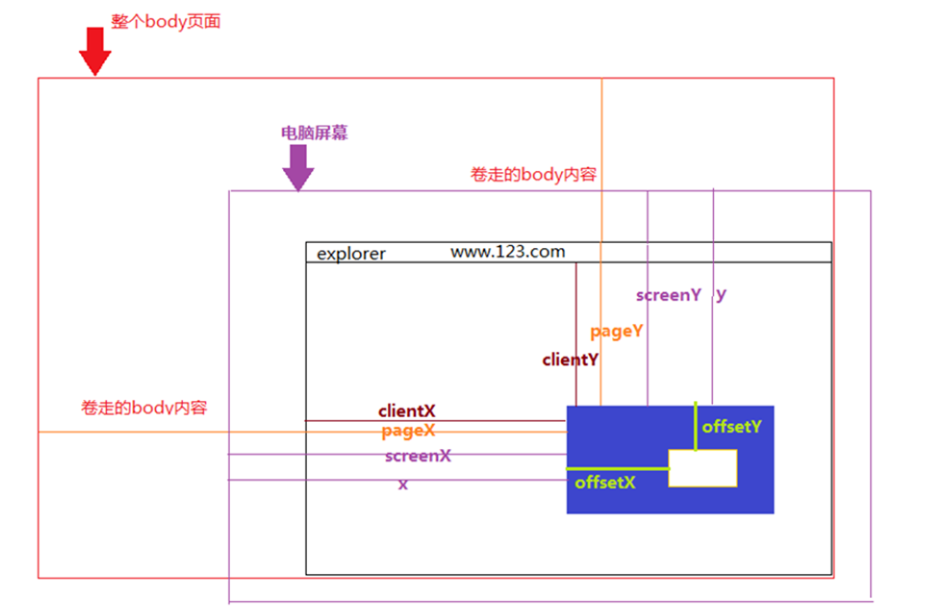 整个body页面
电脑屏幕
卷走的body内容
explorer
www.123.com
screenY
y
pageY
clientY
卷走的body内容
clientX
pageX
screenX
x
offsetY
offsetX